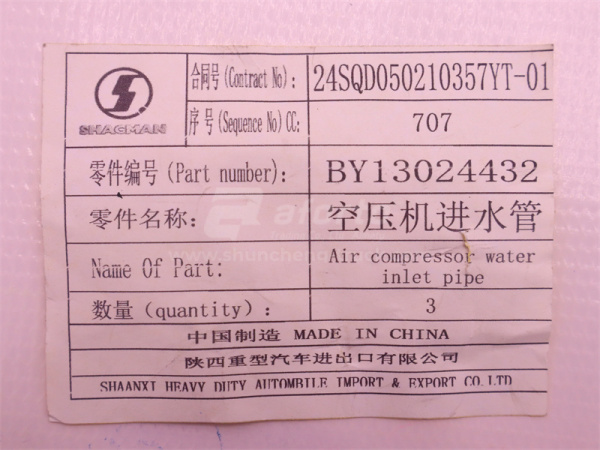 SHACMAN
合同号(Contract No): 24SQD050210357YT-01
序号(Sequence No)CC: 707
零件编号(Part number): BY13024432
零件名称: 空压机进水管
Name Of Part: Air compressor water inlet pipe
数量(quantity): 3
中国制造 MADE IN CHINA
陕西重型汽车进出口有限公司
SHAANXI HEAVY DUTY AUTOMBILE IMPORT & EXPORT CO.LTD